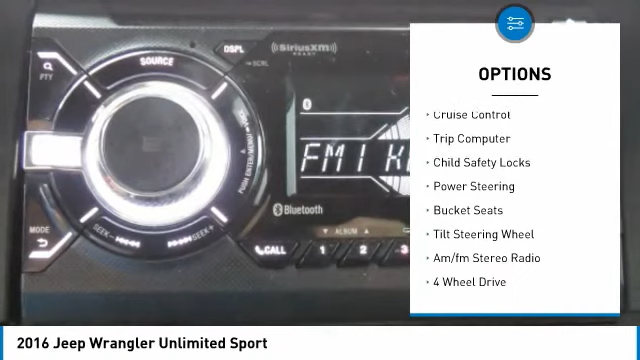 DSPL
((SiriusXM))
READY
SCRL
PTY
SOURCE
PUSH ENTER/MENU
FM1
Bluetooth
MODE
SEEK-
SEEK+
ALBUM
CALL
1
2
3
OPTIONS
Cruise Control
Trip Computer
Child Safety Locks
Power Steering
Bucket Seats
Tilt Steering Wheel
Am/fm Stereo Radio
4 Wheel Drive
2016 Jeep Wrangler Unlimited Sport